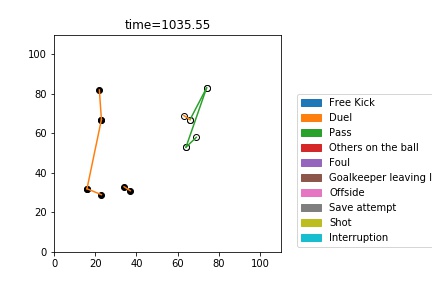 time=1035.55
100
80
60
40
20
0
0 20 40 60 80 100
Free Kick
Duel
Pass
Others on the ball
Foul
Goalkeeper leaving l
Offside
Save attempt
Shot
Interruption